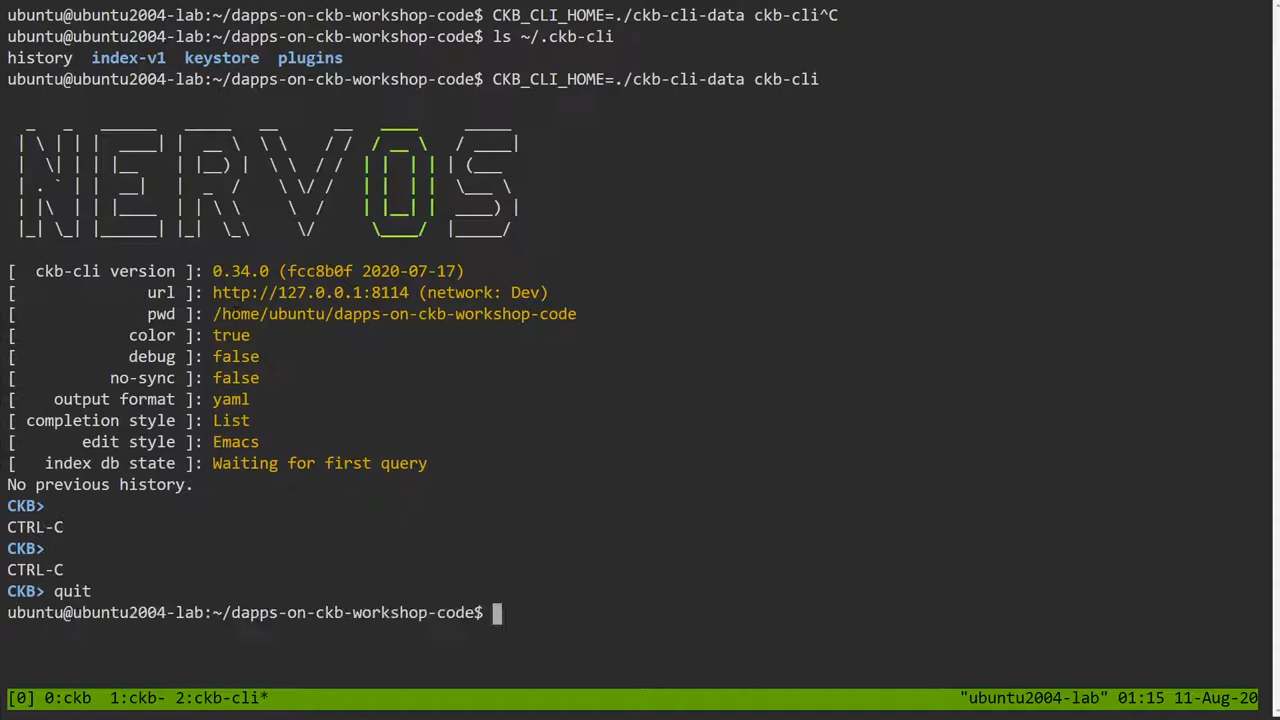 ubuntu@ubuntu2004-lab:~/dapps-on-ckb-workshop-code$ CKB_CLI_HOME=./ckb-cli-data ckb-cli^C
ubuntu@ubuntu2004-lab:~/dapps-on-ckb-workshop-code$ ls ~/.ckb-cli
history  index-v1  keystore  plugins
ubuntu@ubuntu2004-lab:~/dapps-on-ckb-workshop-code$ CKB_CLI_HOME=./ckb-cli-data ckb-cli
NERVOS
[  ckb-cli version ]: 0.34.0 (fcc8b0f 2020-07-17)
[              url ]: http://127.0.0.1:8114 (network: Dev)
[              pwd ]: /home/ubuntu/dapps-on-ckb-workshop-code
[            color ]: true
[            debug ]: false
[          no-sync ]: false
[    output format ]: yaml
[ completion style ]: List
[       edit style ]: Emacs
[   index db state ]: Waiting for first query
No previous history.
CKB>
CTRL-C
CKB>
CTRL-C
CKB> quit
ubuntu@ubuntu2004-lab:~/dapps-on-ckb-workshop-code$
[0] 0:ckb  1:ckb- 2:ckb-cli* "ubuntu2004-lab" 01:15 11-Aug-20